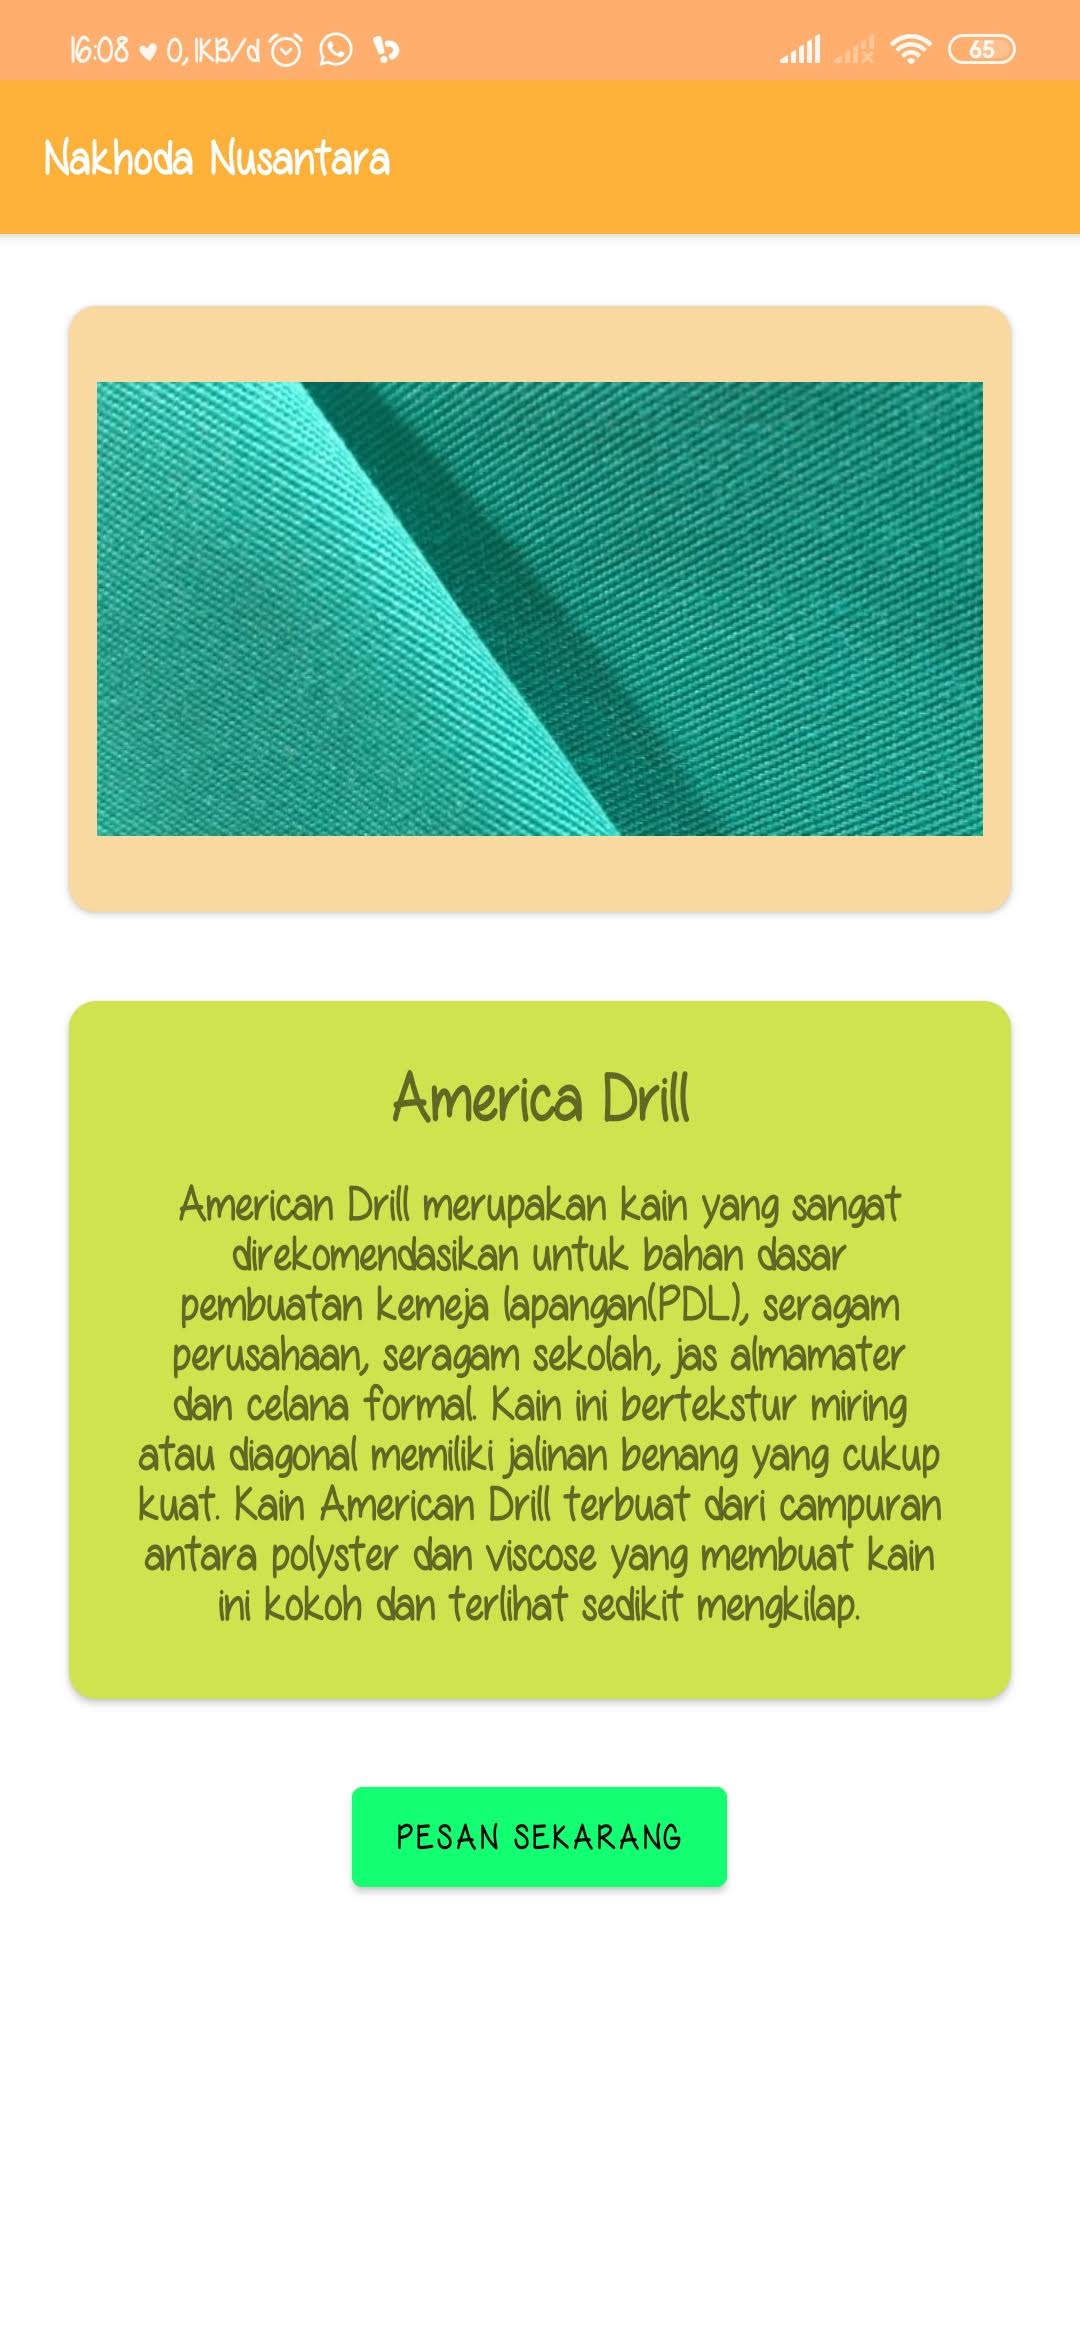 16:08 ♥ 0,1KB/d
65
Nakhoda Nusantara
America Drill
American Drill merupakan kain yang sangat
direkomendasikan untuk bahan dasar
pembuatan kemeja lapangan(PDL), seragam
perusahaan, seragam sekolah, jas almamater
dan celana formal. Kain ini bertekstur miring
atau diagonal memiliki jalinan benang yang cukup
kuat. Kain American Drill terbuat dari campuran
antara polyster dan viscose yang membuat kain
ini kokoh dan terlihat sedikit mengkilap.
PESAN SEKARANG